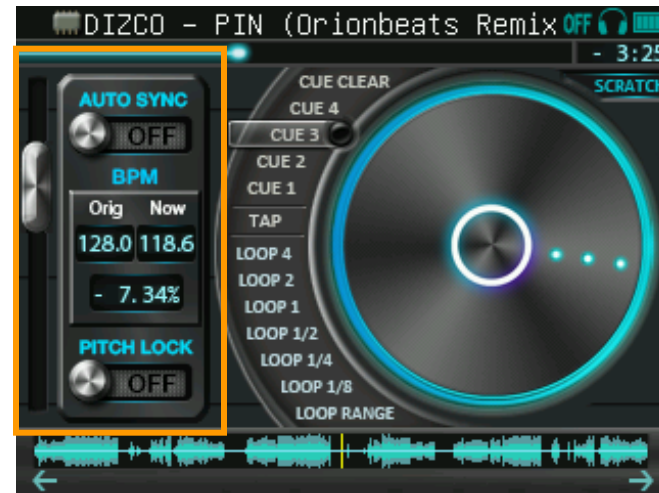 DIZCO - PIN (Orionbeats Remix OFF
- 3:25
AUTO SYNC
OFF
BPM
Orig Now
128.0 118.6
- 7.34%
PITCH LOCK
OFF
CUE CLEAR
CUE 4
CUE 3
CUE 2
CUE 1
TAP
LOOP 4
LOOP 2
LOOP 1
LOOP 1/2
LOOP 1/4
LOOP 1/8
LOOP RANGE
SCRATCH